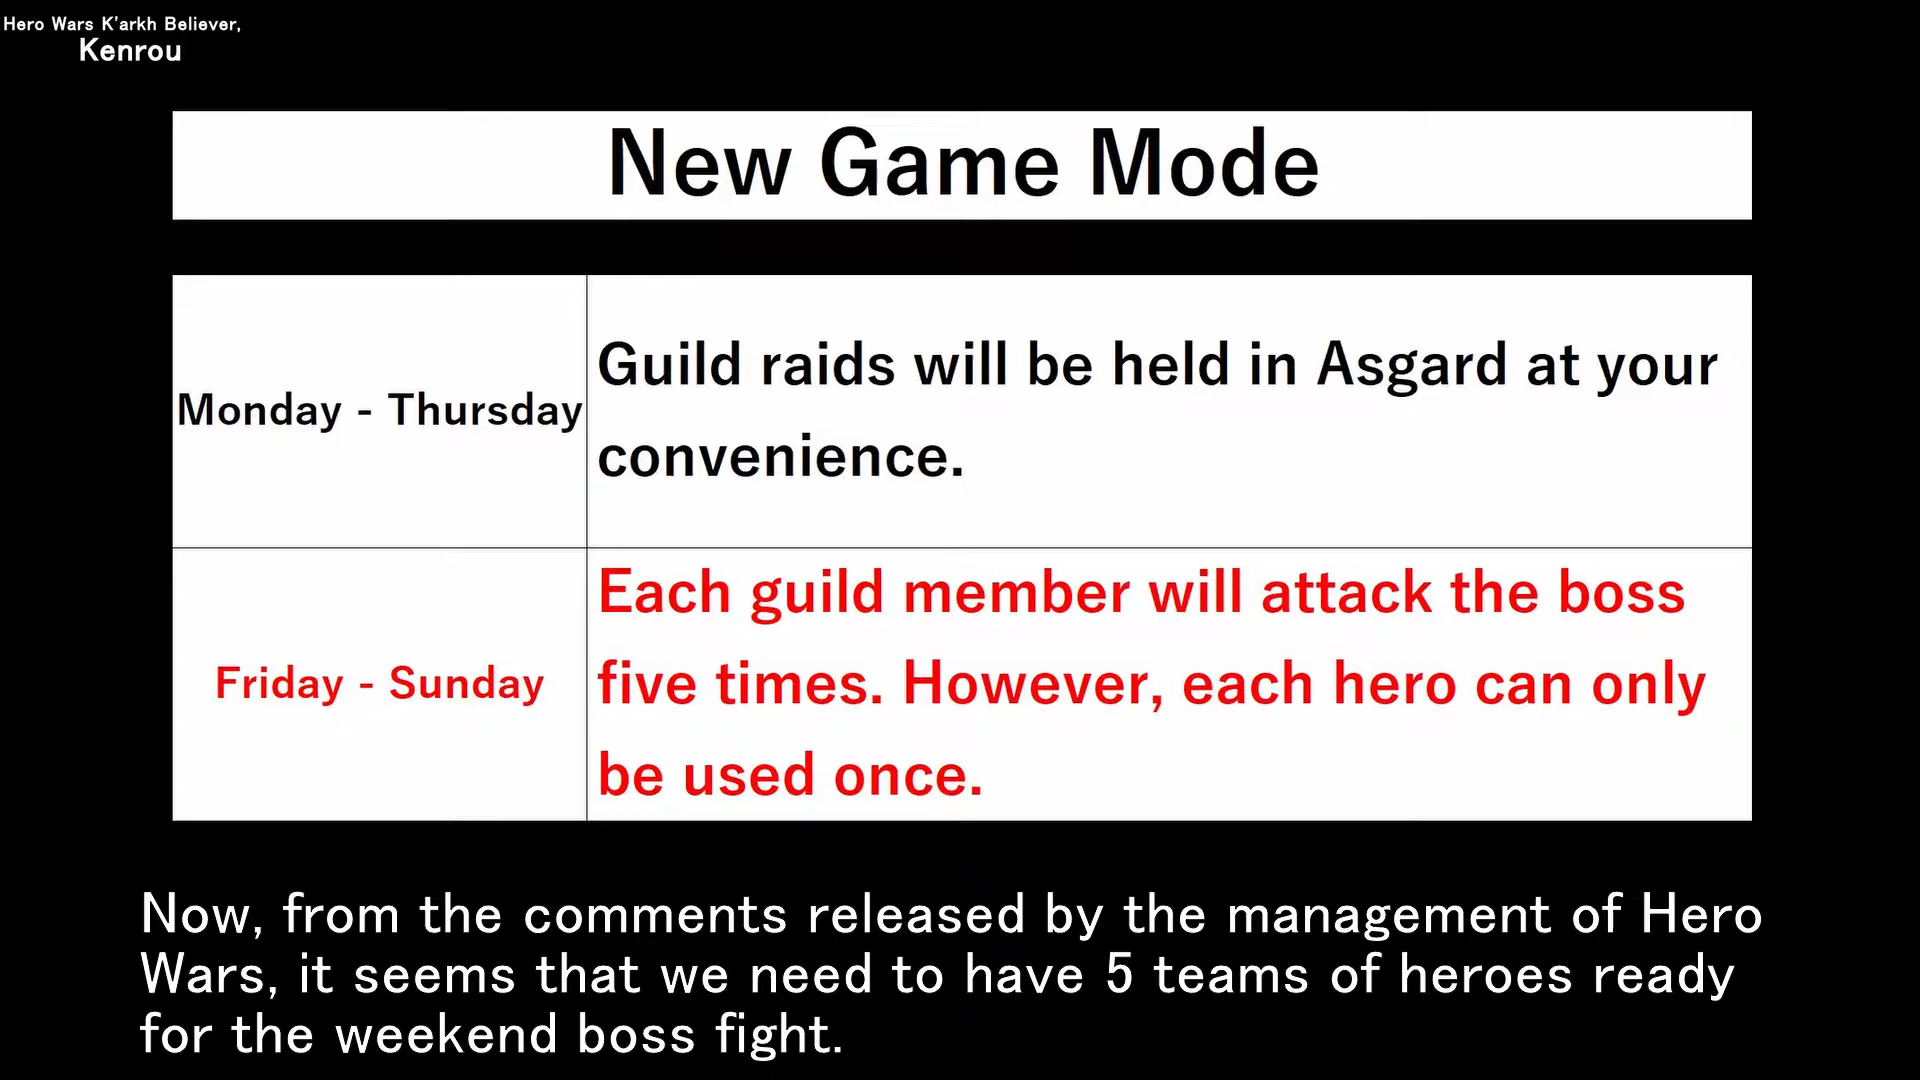 Hero Wars K'arkh Believer,
Kenrou
New Game Mode
Monday - Thursday
Guild raids will be held in Asgard at your
convenience.
Friday - Sunday
Each guild member will attack the boss
five times. However, each hero can only
be used once.
Now, from the comments released by the management of Hero
Wars, it seems that we need to have 5 teams of heroes ready
for the weekend boss fight.